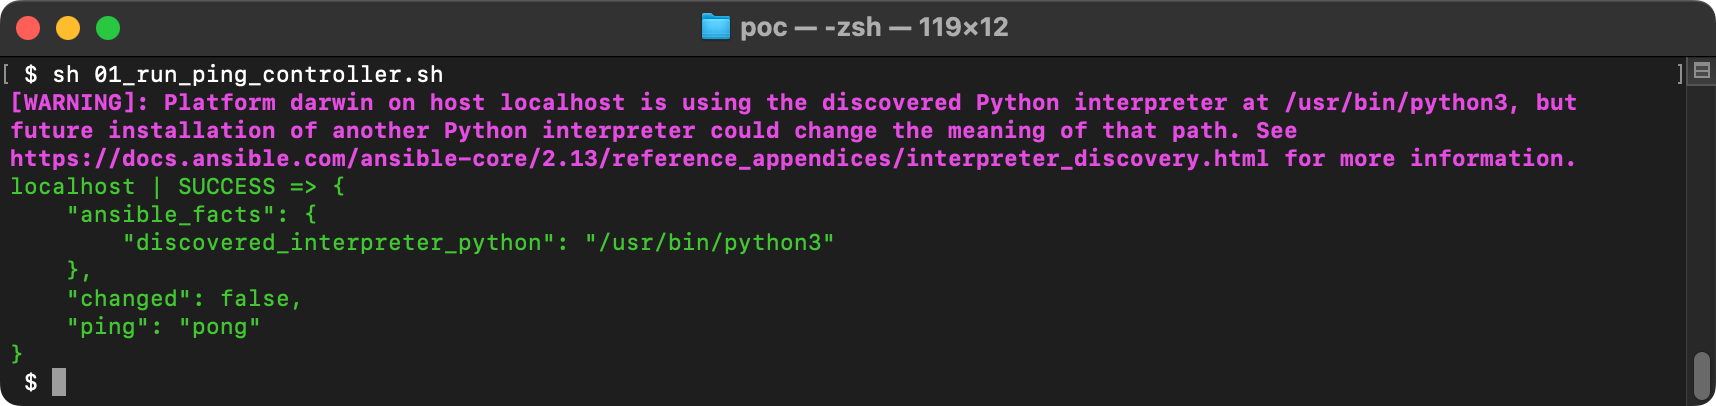 poc — -zsh — 119×12
[ $ sh 01_run_ping_controller.sh ]
[WARNING]: Platform darwin on host localhost is using the discovered Python interpreter at /usr/bin/python3, but
future installation of another Python interpreter could change the meaning of that path. See
https://docs.ansible.com/ansible-core/2.13/reference_appendices/interpreter_discovery.html for more information.
localhost | SUCCESS => {
    "ansible_facts": {
        "discovered_interpreter_python": "/usr/bin/python3"
    },
    "changed": false,
    "ping": "pong"
}
 $